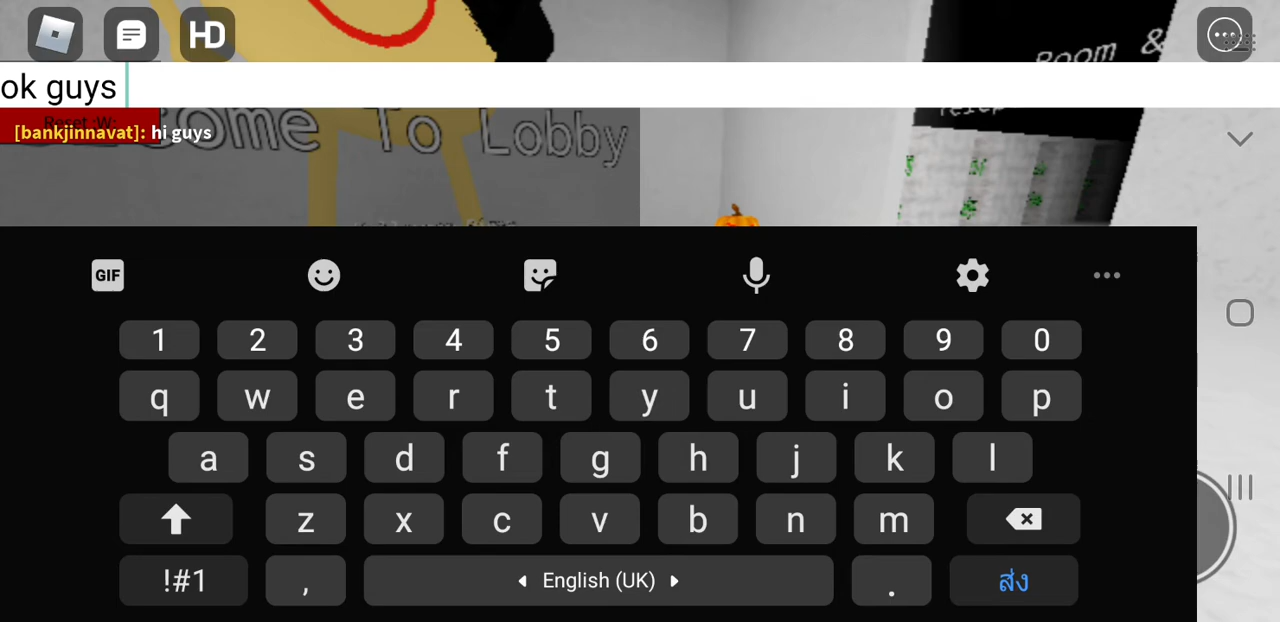 HD
Room &
ok guys
[bankjinnavat]: hi guys
Reset :W:
come To Lobby
GIF
1 2 3 4 5 6 7 8 9 0
q w e r t y u i o p
a s d f g h j k l
z x c v b n m
!#1 , English (UK) . ส่ง